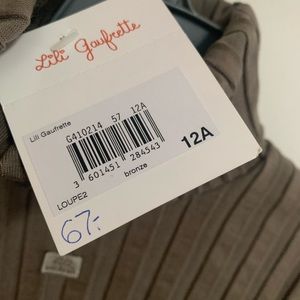 Lili Gaufrette
Lili Gaufrette
G410214 57 12A
3 601451 284543
LOUPE2
bronze
12A
67.-